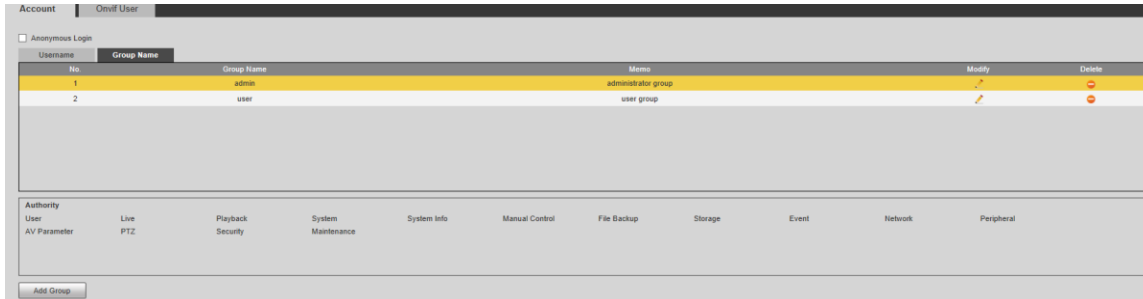 Account Onvif User
Anonymous Login
Username Group Name
No. Group Name Memo Modify Delete
1 admin administrator group
2 user user group
Authority
User Live Playback System System Info Manual Control File Backup Storage Event Network Peripheral
AV Parameter PTZ Security Maintenance
Add Group